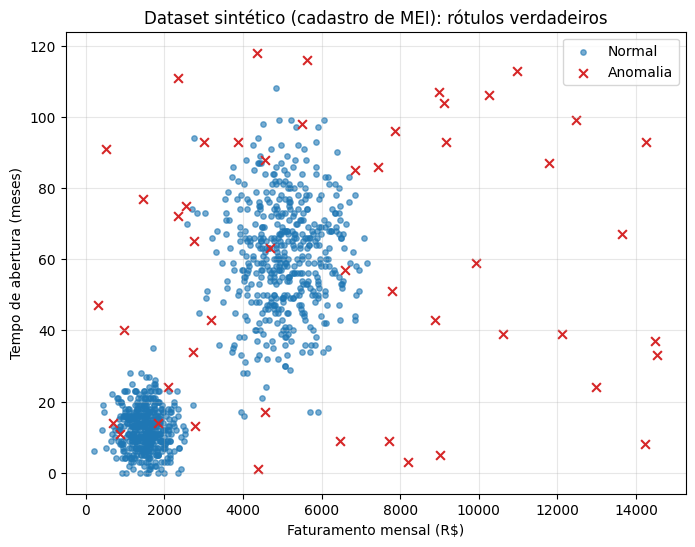 Dataset sintético (cadastro de MEI): rótulos verdadeiros
Normal
Anomalia
Tempo de abertura (meses)
120
100
80
60
40
20
0
0 2000 4000 6000 8000 10000 12000 14000
Faturamento mensal (R$)